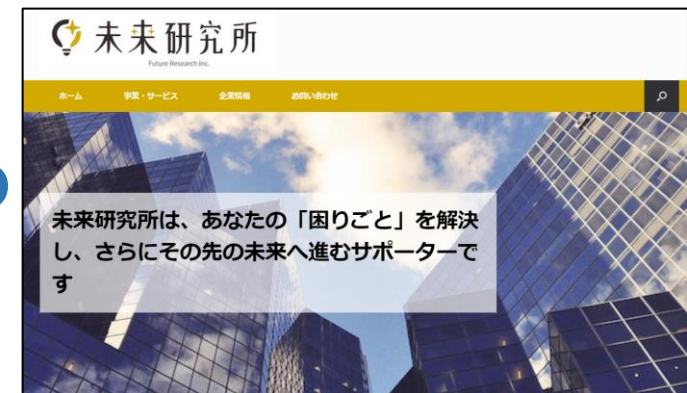 未来研究所
Future Research Inc.
ホーム
事業・サービス
企業情報
お問い合わせ
未来研究所は、あなたの「困りごと」を解決
し、さらにその先の未来へ進むサポーターで
す